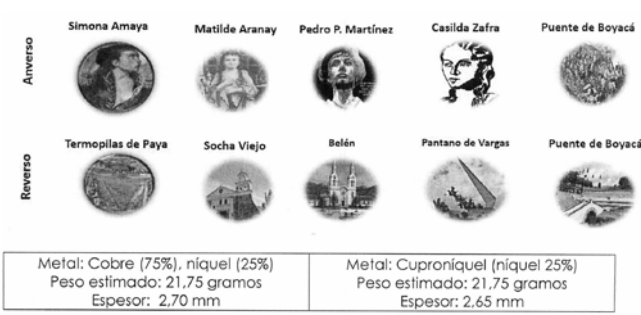 Simona Amaya
Matilde Aranay
Pedro P. Martínez
Casilda Zafra
Puente de Boyacá
Anverso
Termopilas de Paya
Socha Viejo
Belén
Pantano de Vargas
Puente de Boyacá
Reverso
Metal: Cobre (75%), níquel (25%)
Peso estimado: 21,75 gramos
Espesor: 2,70 mm
Metal: Cuproníquel (níquel 25%)
Peso estimado: 21,75 gramos
Espesor: 2,65 mm